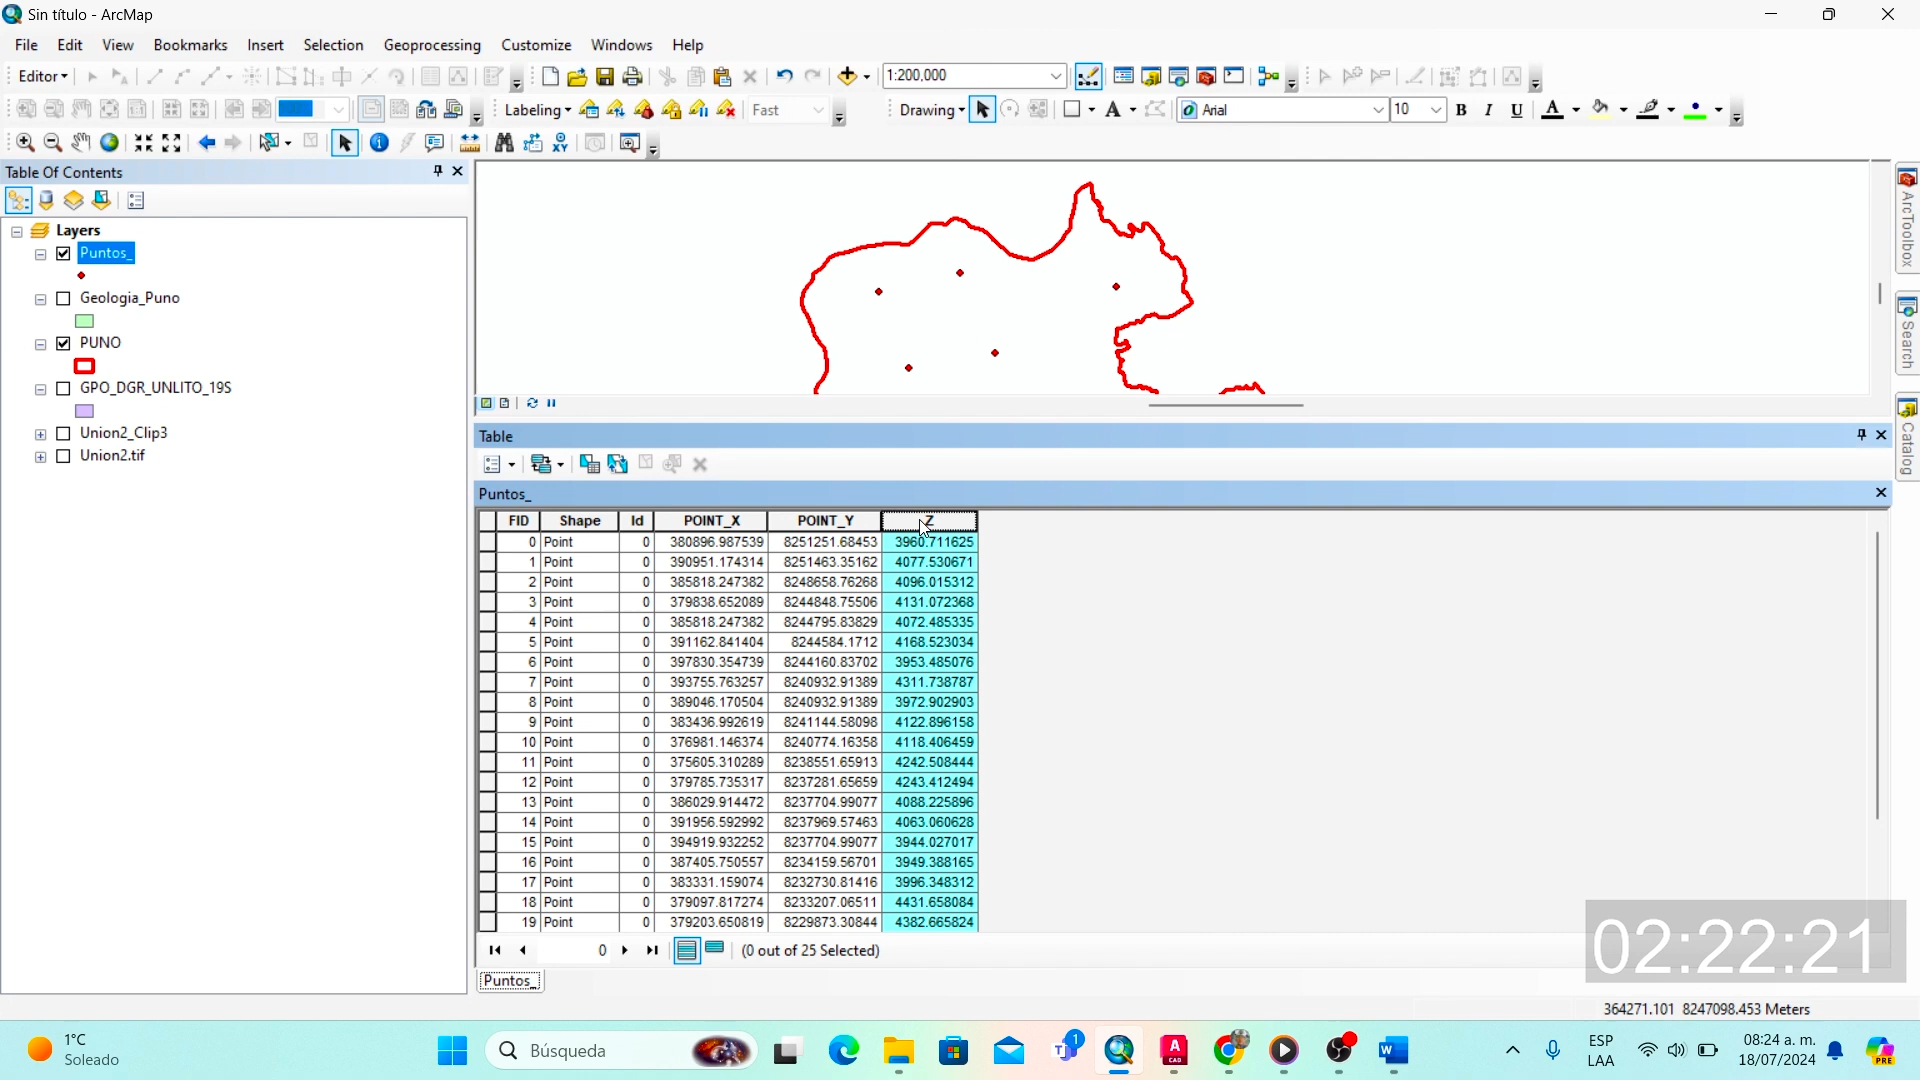 Sin título - ArcMap
File Edit View Bookmarks Insert Selection Geoprocessing Customize Windows Help
Editor 1:200,000
Labeling Fast Drawing Arial 10 B I U A
Table Of Contents
Layers
Puntos_
Geologia_Puno
PUNO
GPO_DGR_UNLITO_19S
Union2_Clip3
Union2.tif
ArcToolbox
Search
Catalog
Table
Puntos_
FID Shape Id POINT_X POINT_Y Z
0 Point 0 380896.987539 8251251.68453 3960.711625
1 Point 0 390951.174314 8251463.35162 4077.530671
2 Point 0 385818.247382 8248658.76268 4096.015312
3 Point 0 379838.652089 8244848.75506 4131.072368
4 Point 0 385818.247382 8244795.83829 4072.485335
5 Point 0 391162.841404 8244584.1712 4168.523034
6 Point 0 397830.354739 8244160.83702 3953.485076
7 Point 0 393755.763257 8240932.91389 4311.738787
8 Point 0 389046.170504 8240932.91389 3972.902903
9 Point 0 383436.992619 8241144.58098 4122.896158
10 Point 0 376981.146374 8240774.16358 4118.406459
11 Point 0 375605.310289 8238551.65913 4242.508444
12 Point 0 379785.735317 8237281.65659 4243.412494
13 Point 0 386029.914472 8237704.99077 4088.225896
14 Point 0 391956.592992 8237969.57463 4063.060628
15 Point 0 394919.932252 8237704.99077 3944.027017
16 Point 0 387405.750557 8234159.56701 3949.388165
17 Point 0 383331.159074 8232730.81416 3996.348312
18 Point 0 379097.817274 8233207.06511 4431.658084
19 Point 0 379203.650819 8229873.30844 4382.665824
0 (0 out of 25 Selected)
Puntos_
02:22:21
364271.101 8247098.453 Meters
1°C
Soleado
Búsqueda
1
ESP
LAA
08:24 a. m.
18/07/2024